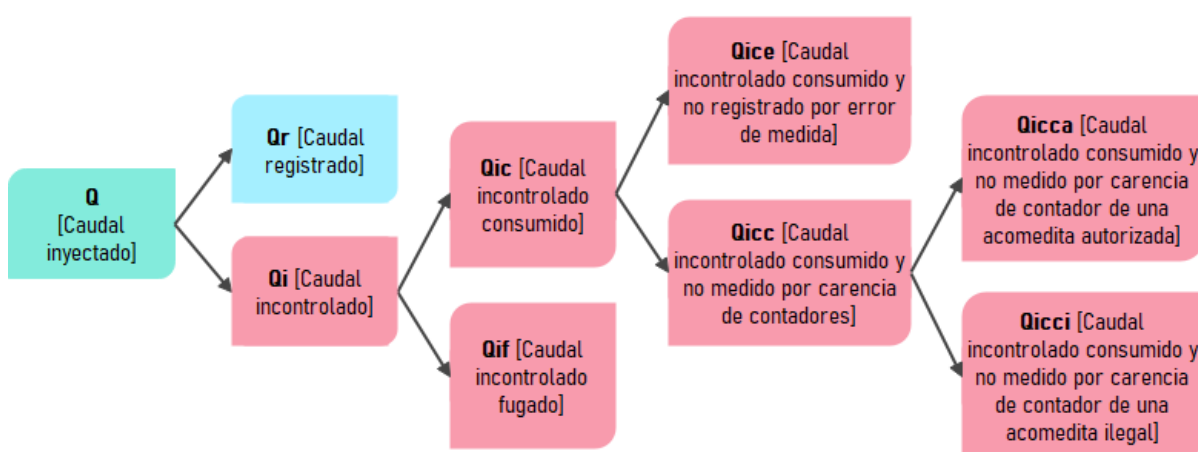 Q
[Caudal
inyectado]
Qr [Caudal
registrado]
Qi [Caudal
incontrolado]
Qic [Caudal
incontrolado
consumido]
Qif [Caudal
incontrolado
fugado]
Qice [Caudal
incontrolado consumido y
no registrado por error
de medida]
Qicc [Caudal
incontrolado consumido y
no medido por carencia
de contadores]
Qicca [Caudal
incontrolado consumido y
no medido por carencia
de contador de una
acomedita autorizada]
Qicci [Caudal
incontrolado consumido y
no medido por carencia
de contador de una
acomedita ilegal]